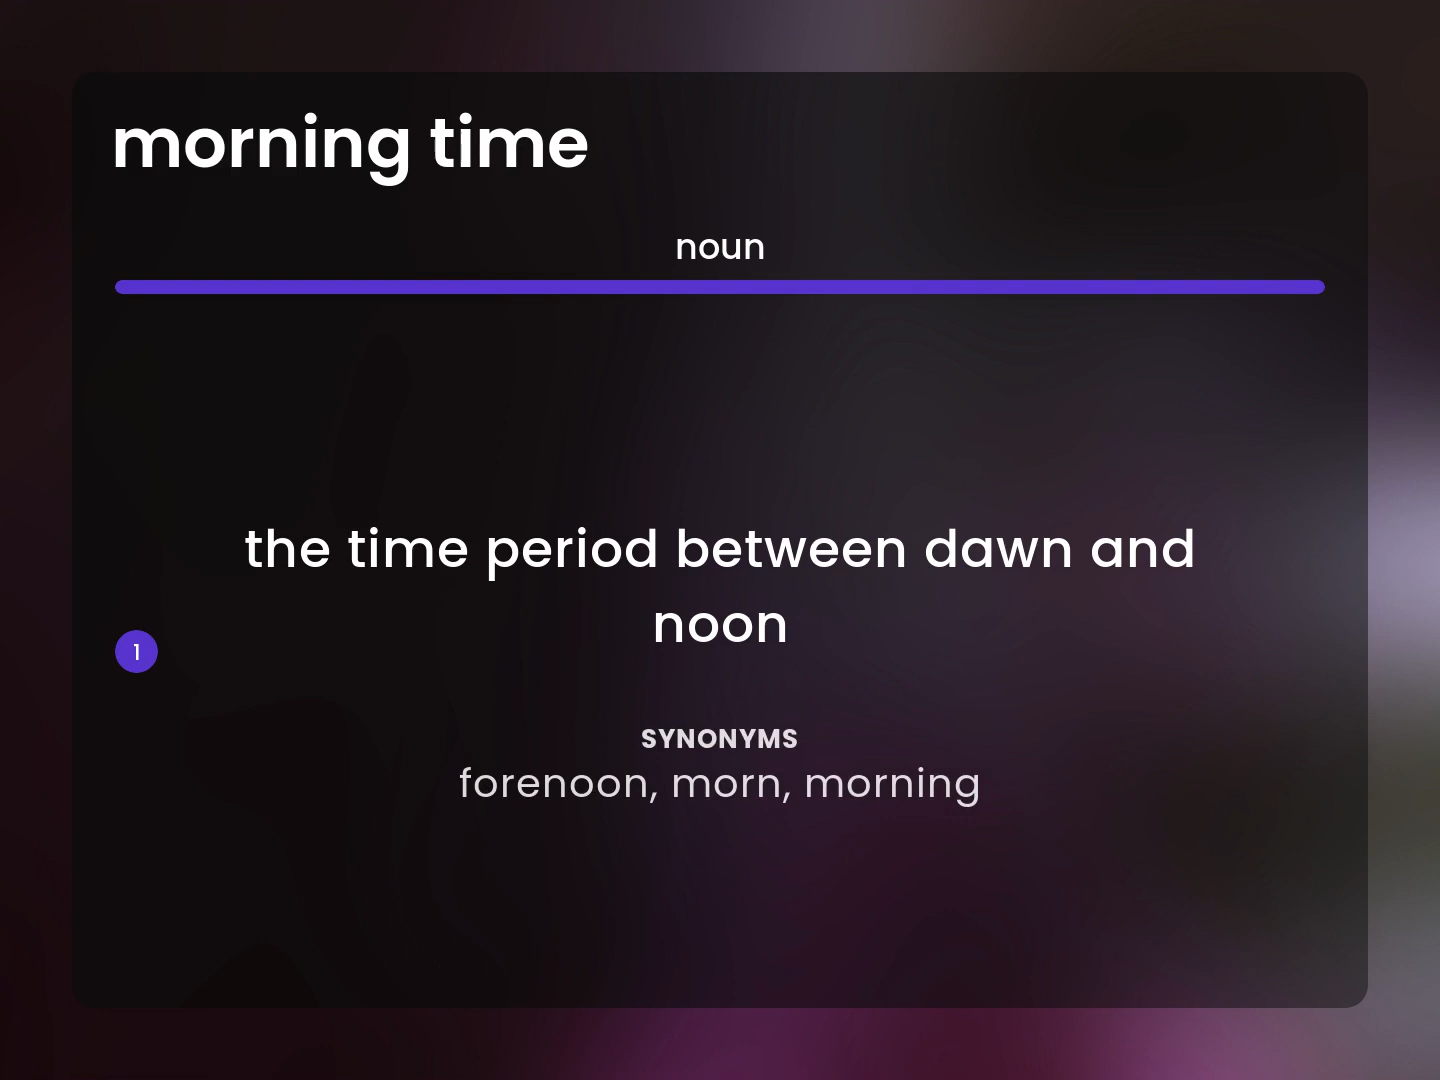 morning time
noun
the time period between dawn and
noon
1
SYNONYMS
forenoon, morn, morning